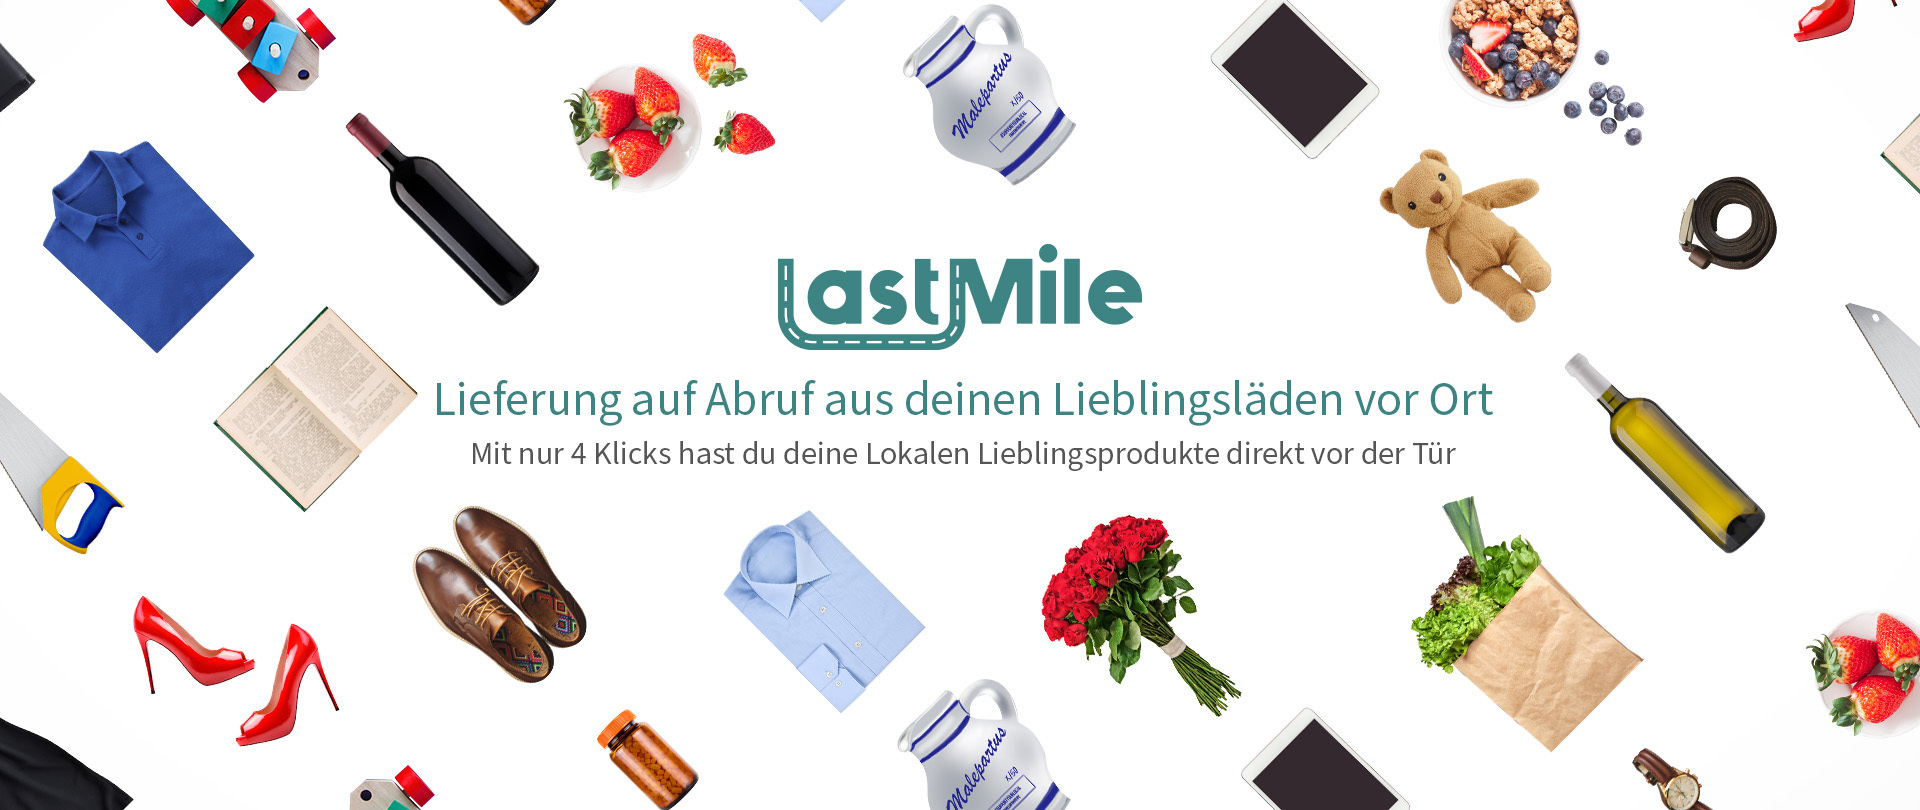 Malepartus
LastMile
Lieferung auf Abruf aus deinen Lieblingsläden vor Ort
Mit nur 4 Klicks hast du deine Lokalen Lieblingsprodukte direkt vor der Tür
Malepartus